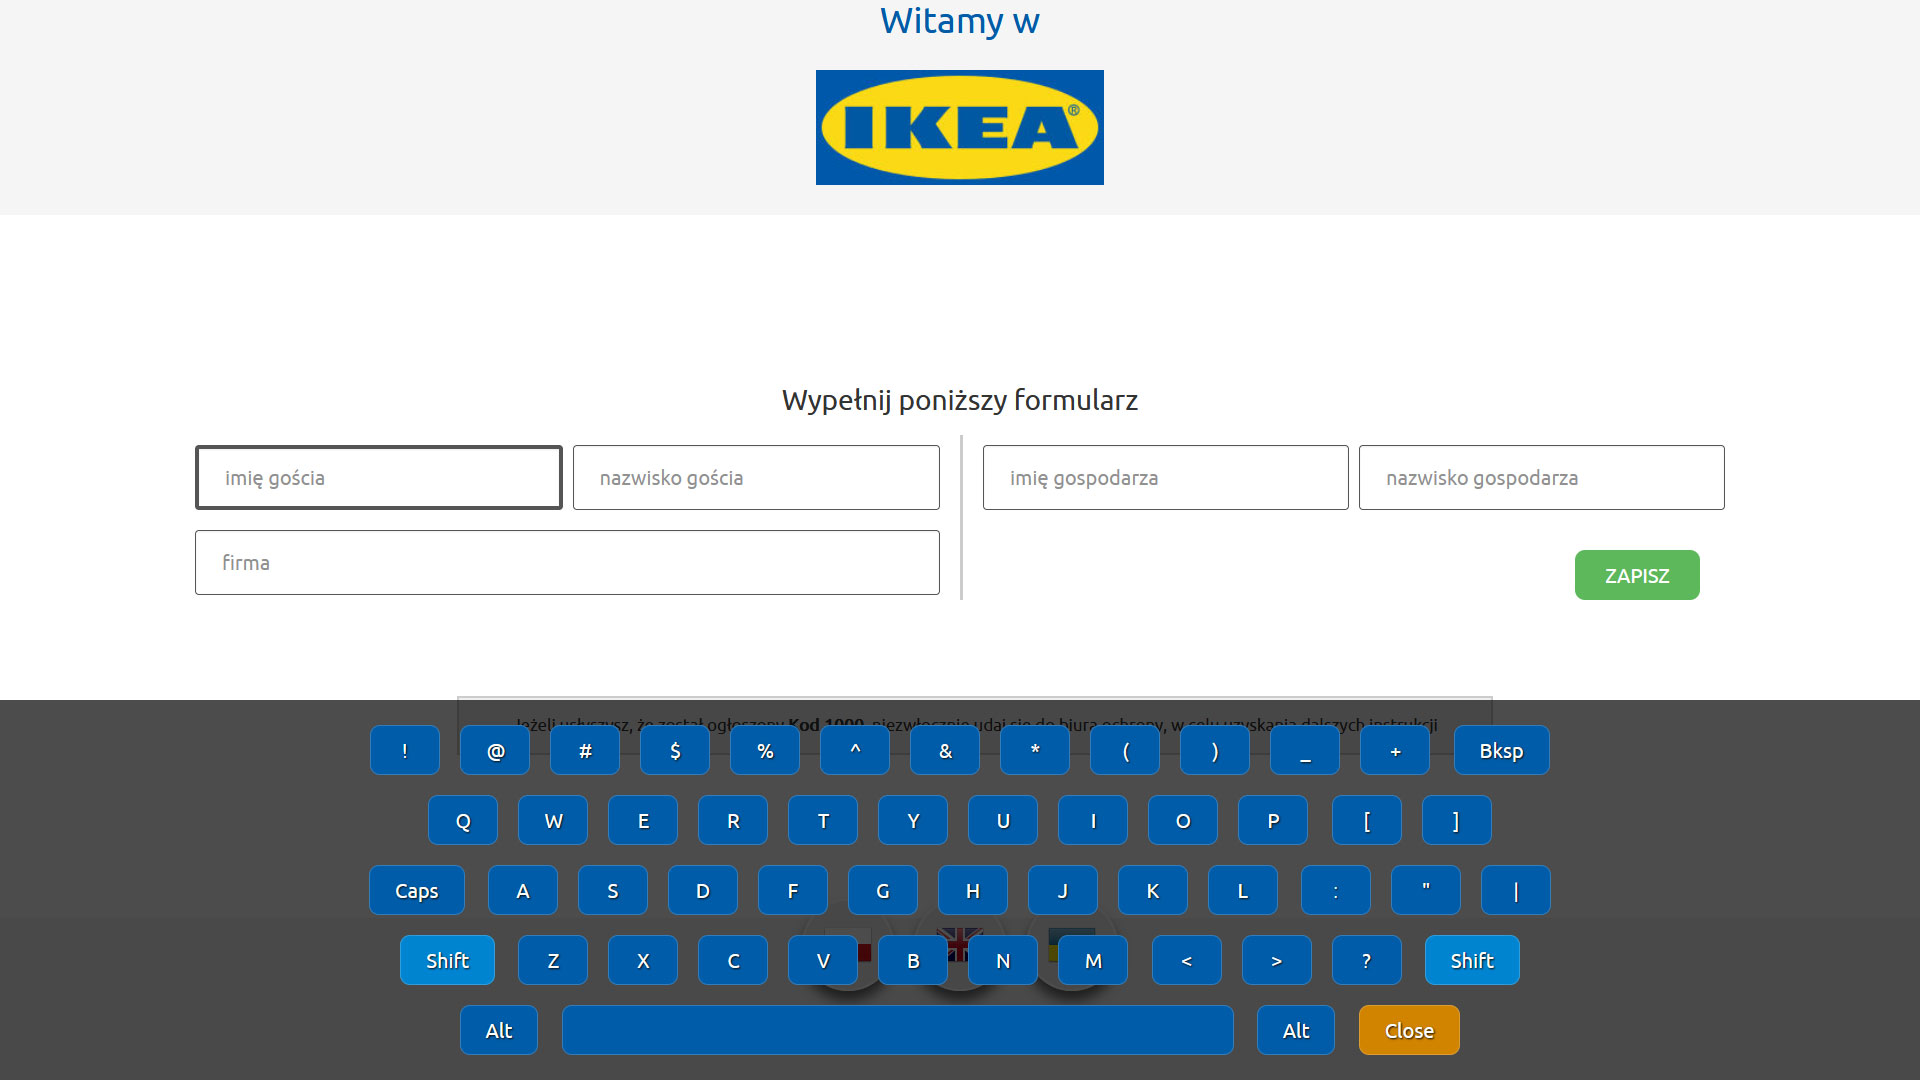 Witamy w
IKEA®
Wypełnij poniższy formularz
imię gościa
nazwisko gościa
imię gospodarza
nazwisko gospodarza
firma
ZAPISZ
Jeżeli usłyszysz, że został ogłoszony Kod 1000, niezwłocznie udaj się do biura ochrony, w celu uzyskania dalszych instrukcji
! @ # $ % ^ & * ( ) _ + Bksp
Q W E R T Y U I O P [ ]
Caps A S D F G H J K L : " |
Shift Z X C V B N M < > ? Shift
Alt Alt Close